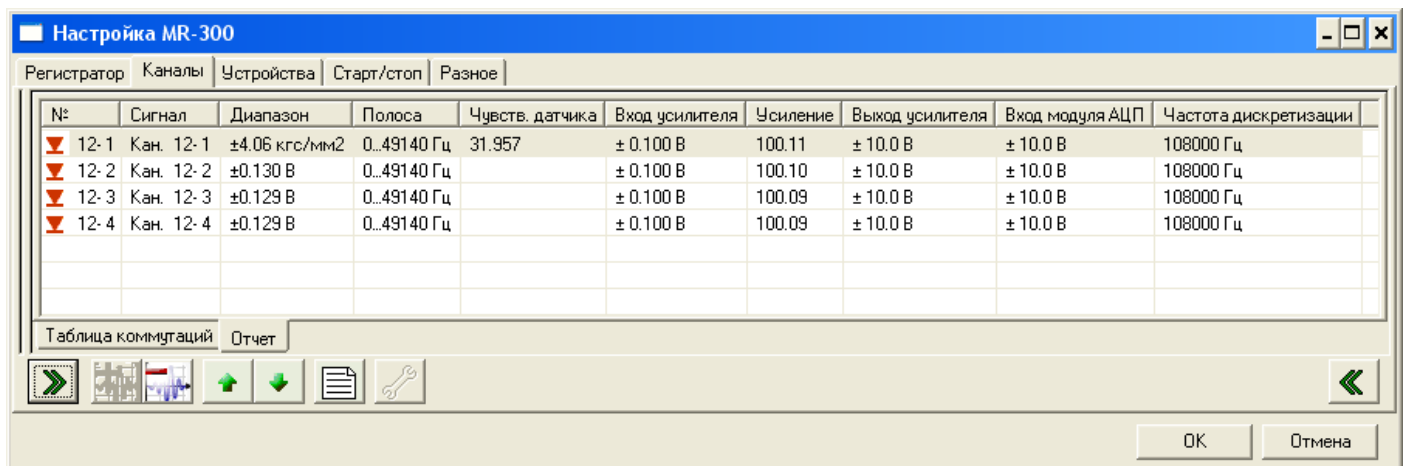 Настройка MR-300
Регистратор Каналы Устройства Старт/стоп Разное
№ Сигнал Диапазон Полоса Чувств. датчика Вход усилителя Усиление Выход усилителя Вход модуля АЦП Частота дискретизации
12- 1 Кан. 12- 1 ±4.06 кгс/мм2 0...49140 Гц 31.957 ± 0.100 В 100.11 ± 10.0 В ± 10.0 В 108000 Гц
12- 2 Кан. 12- 2 ±0.130 В 0...49140 Гц ± 0.100 В 100.10 ± 10.0 В ± 10.0 В 108000 Гц
12- 3 Кан. 12- 3 ±0.129 В 0...49140 Гц ± 0.100 В 100.09 ± 10.0 В ± 10.0 В 108000 Гц
12- 4 Кан. 12- 4 ±0.129 В 0...49140 Гц ± 0.100 В 100.09 ± 10.0 В ± 10.0 В 108000 Гц
Таблица коммутаций Отчет
OK Отмена